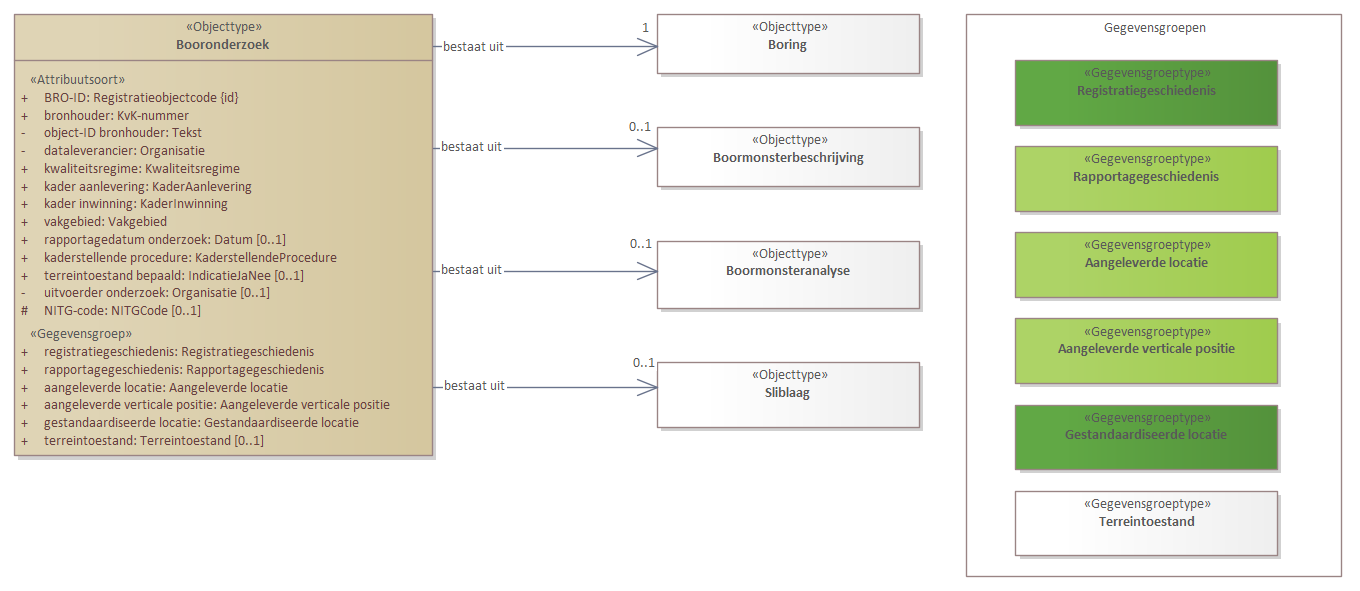 «Objecttype»
Booronderzoek
«Attribuutsoort»
+ BRO-ID: Registratieobjectcode {id}
+ bronhouder: KvK-nummer
- object-ID bronhouder: Tekst
- dataleverancier: Organisatie
+ kwaliteitsregime: Kwaliteitsregime
+ kader aanlevering: KaderAanlevering
+ kader inwinning: KaderInwinning
+ vakgebied: Vakgebied
+ rapportagedatum onderzoek: Datum [0..1]
+ kaderstellende procedure: KaderstellendeProcedure
+ terreintoestand bepaald: IndicatieJaNee [0..1]
- uitvoerder onderzoek: Organisatie [0..1]
# NITG-code: NITGCode [0..1]
«Gegevensgroep»
+ registratiegeschiedenis: Registratiegeschiedenis
+ rapportagegeschiedenis: Rapportagegeschiedenis
+ aangeleverde locatie: Aangeleverde locatie
+ aangeleverde verticale positie: Aangeleverde verticale positie
+ gestandaardiseerde locatie: Gestandaardiseerde locatie
+ terreintoestand: Terreintoestand [0..1]
bestaat uit
1
«Objecttype»
Boring
bestaat uit
0..1
«Objecttype»
Boormonsterbeschrijving
bestaat uit
0..1
«Objecttype»
Boormonsteranalyse
bestaat uit
0..1
«Objecttype»
Sliblaag
Gegevensgroepen
«Gegevensgroeptype»
Registratiegeschiedenis
«Gegevensgroeptype»
Rapportagegeschiedenis
«Gegevensgroeptype»
Aangeleverde locatie
«Gegevensgroeptype»
Aangeleverde verticale positie
«Gegevensgroeptype»
Gestandaardiseerde locatie
«Gegevensgroeptype»
Terreintoestand